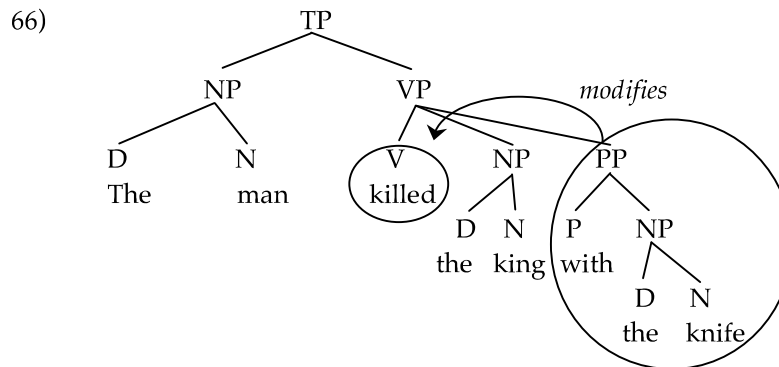 66) TP
NP VP modifies
D N V NP PP
The man killed
D N P NP
the king with
D N
the knife